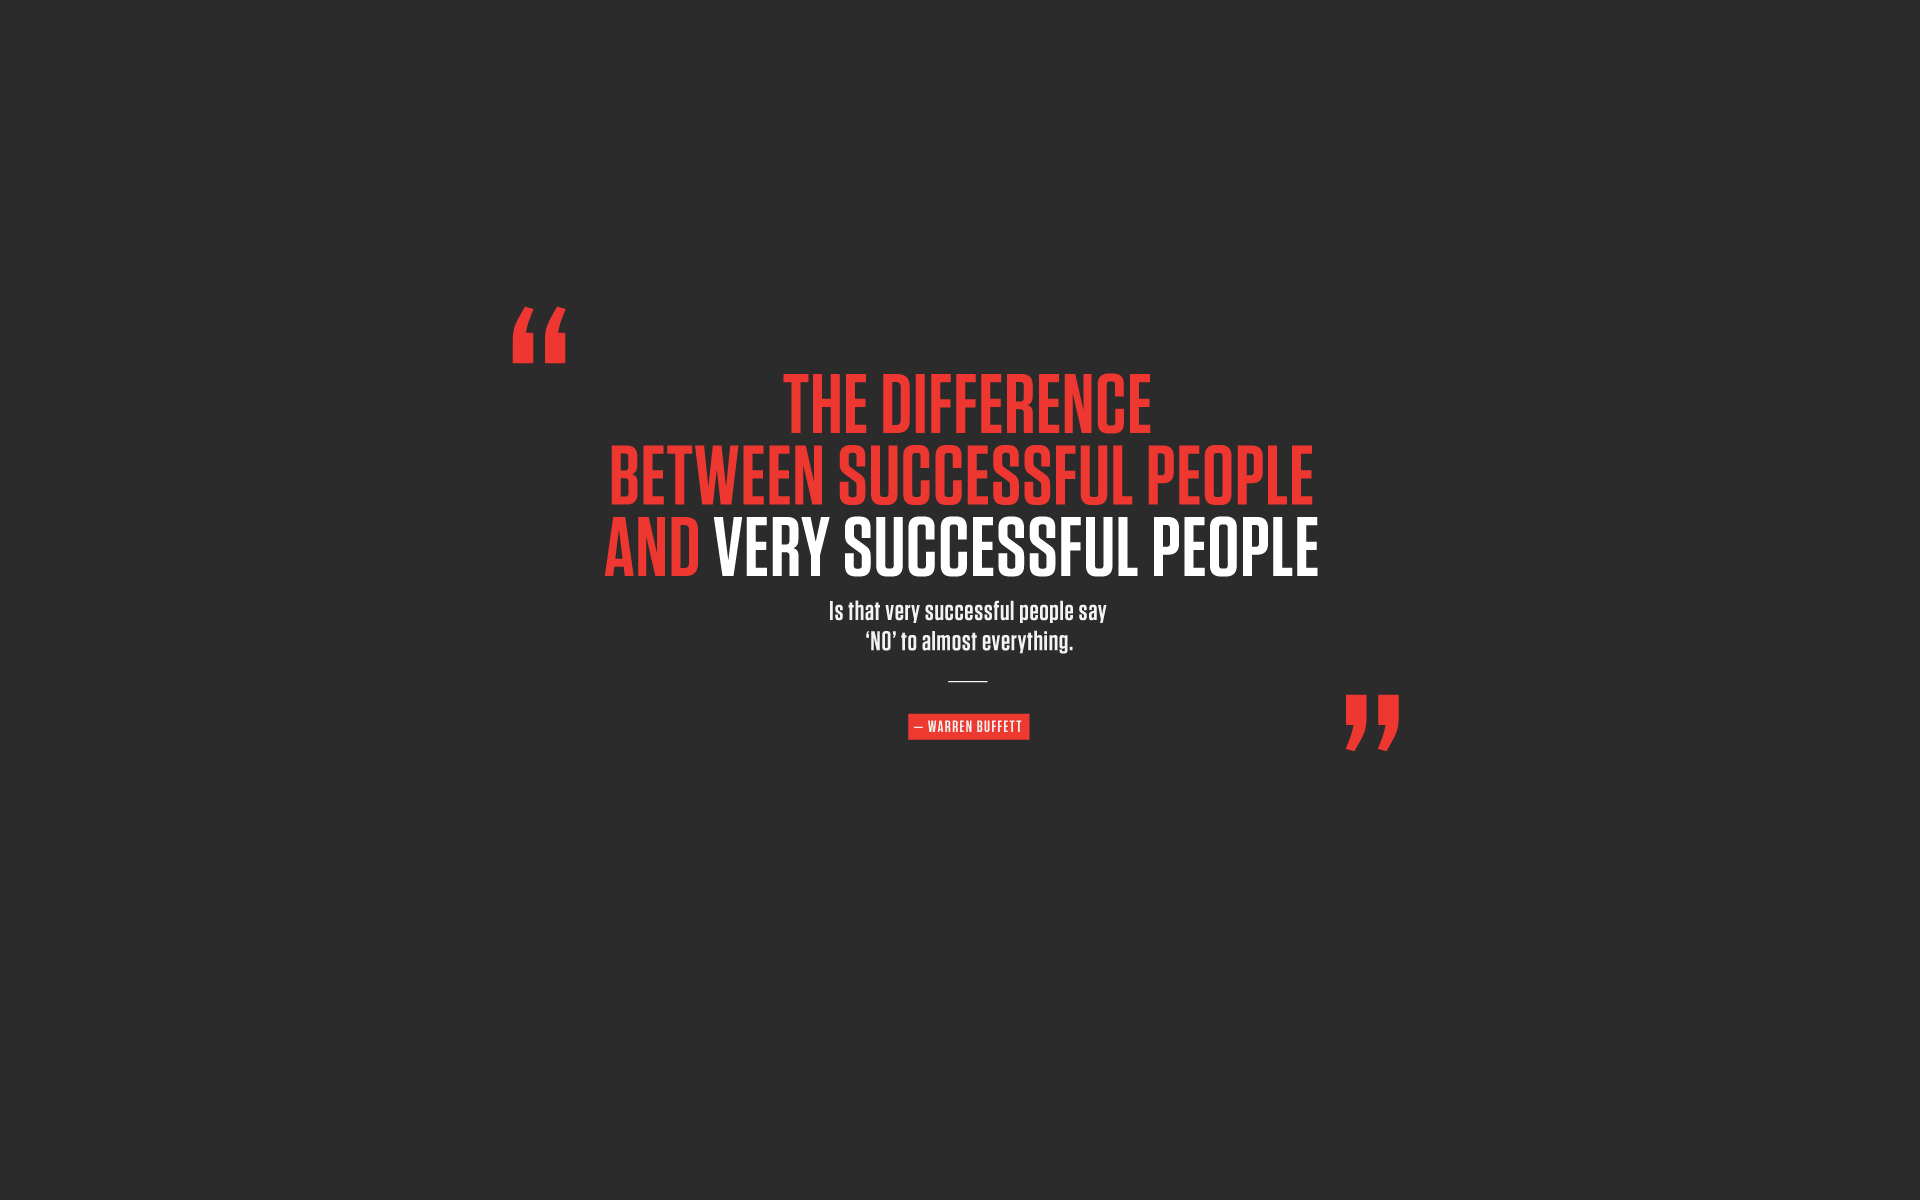 “
THE DIFFERENCE
BETWEEN SUCCESSFUL PEOPLE
AND VERY SUCCESSFUL PEOPLE
Is that very successful people say
‘NO’ to almost everything.
— WARREN BUFFETT
”